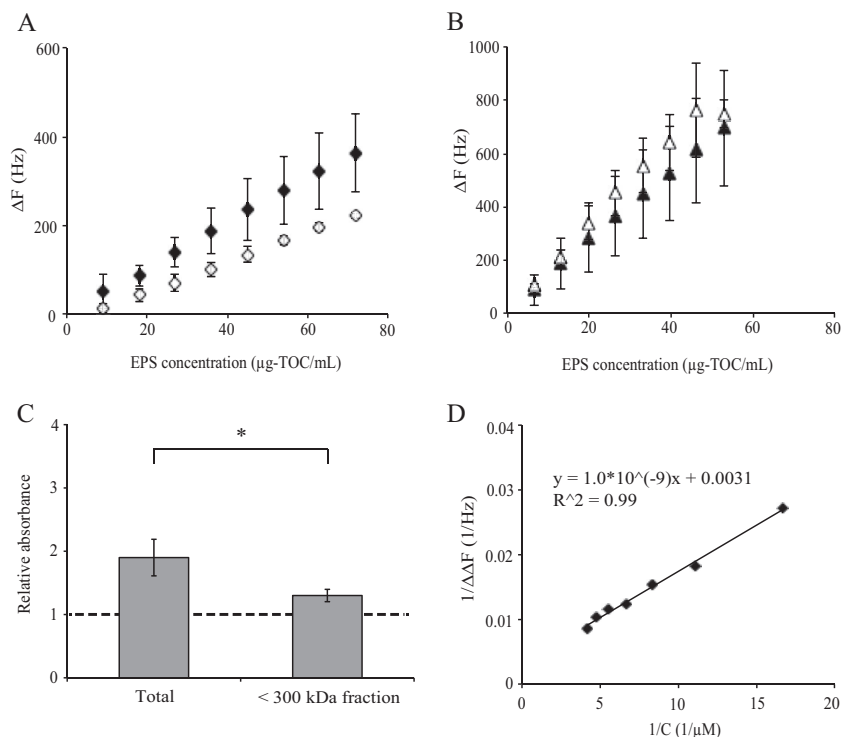 A
600
400
200
0
ΔF (Hz)
0
20
40
60
80
EPS concentration (µg-TOC/mL)
B
1000
800
600
400
200
0
ΔF (Hz)
0
20
40
60
80
EPS concentration (µg-TOC/mL)
C
4
3
2
1
0
Relative absorbance
*
Total
< 300 kDa fraction
D
0.04
0.03
0.02
0.01
0
1/ΔΔF (1/Hz)
y = 1.0*10^(-9)x + 0.0031
R^2 = 0.99
0
5
10
15
20
1/C (1/µM)